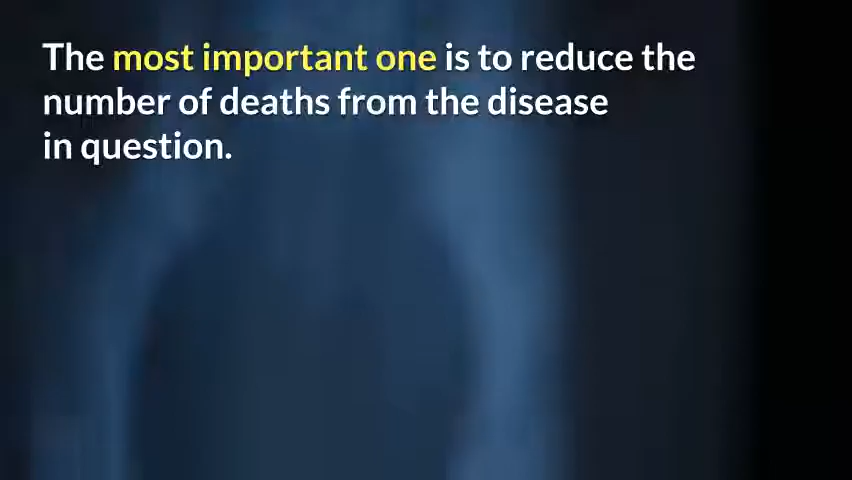 The most important one is to reduce the
number of deaths from the disease
in question.